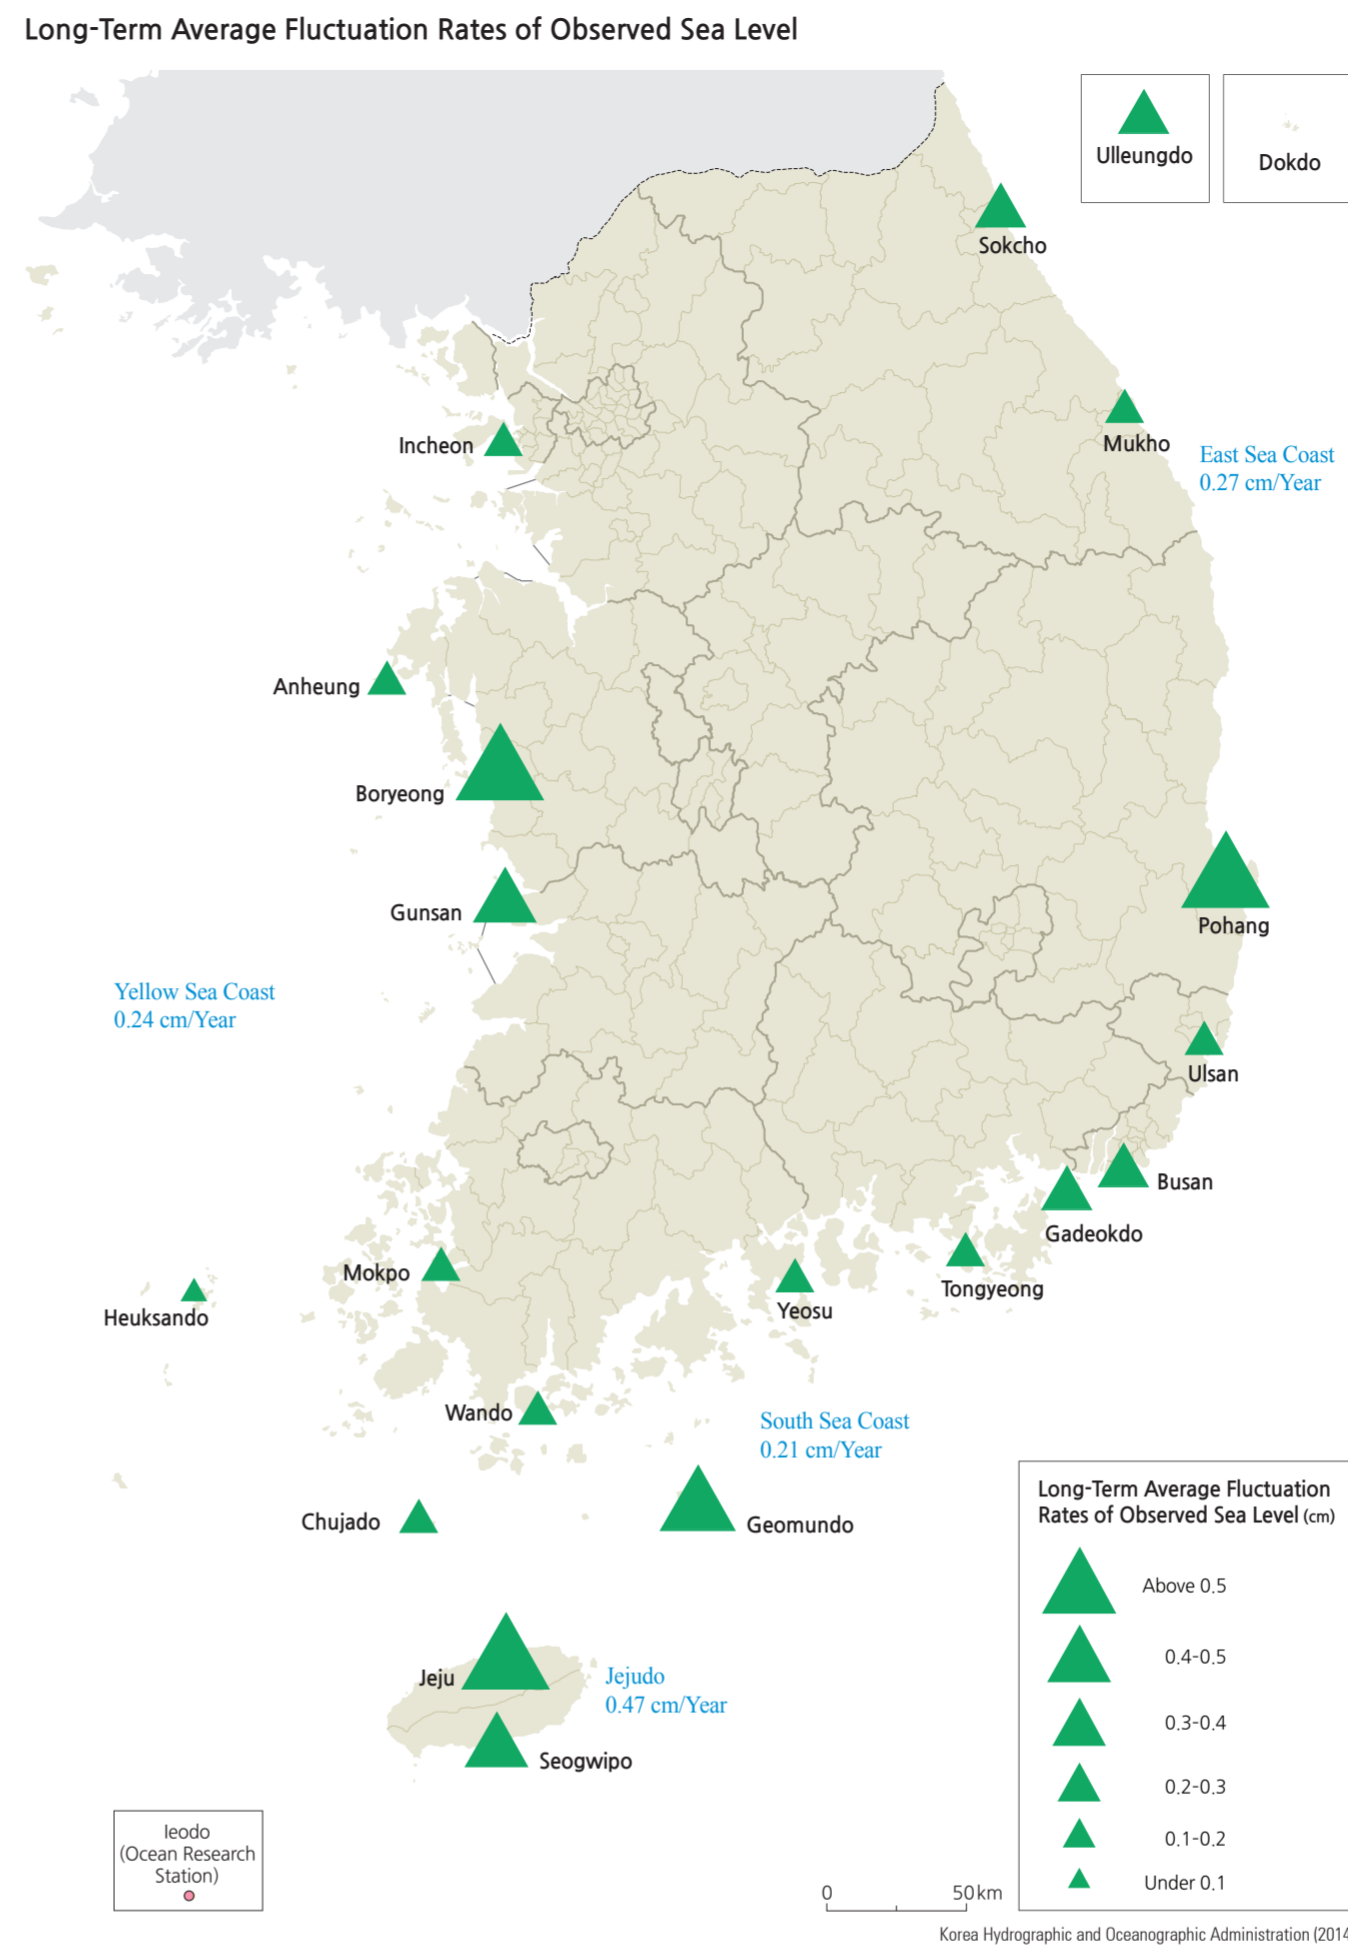 Long-Term Average Fluctuation Rates of Observed Sea Level
Ulleungdo
Dokdo
Sokcho
Incheon
Mukho
East Sea Coast
0.27 cm/Year
Anheung
Boryeong
Gunsan
Pohang
Yellow Sea Coast
0.24 cm/Year
Ulsan
Busan
Gadeokdo
Mokpo
Tongyeong
Heuksando
Yeosu
Wando
South Sea Coast
0.21 cm/Year
Chujado
Geomundo
Jeju
Jejudo
0.47 cm/Year
Seogwipo
Long-Term Average Fluctuation
Rates of Observed Sea Level (cm)
Above 0.5
0.4-0.5
0.3-0.4
0.2-0.3
0.1-0.2
Under 0.1
Ieodo
(Ocean Research
Station)
0 50km
Korea Hydrographic and Oceanographic Administration (2014